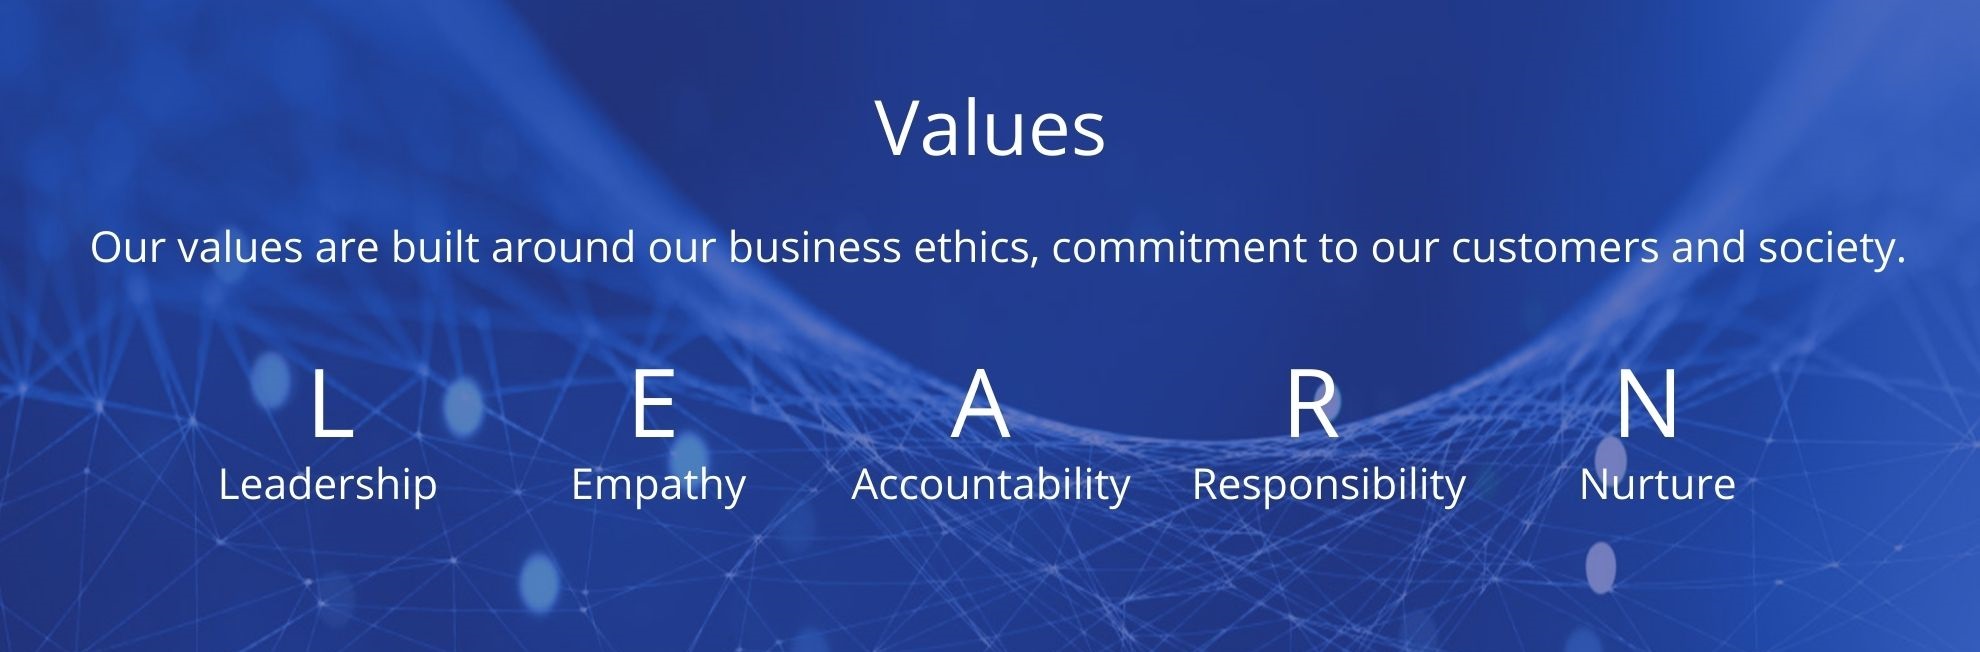 Values
Our values are built around our business ethics, commitment to our customers and society.
L E A R N
Leadership Empathy Accountability Responsibility Nurture